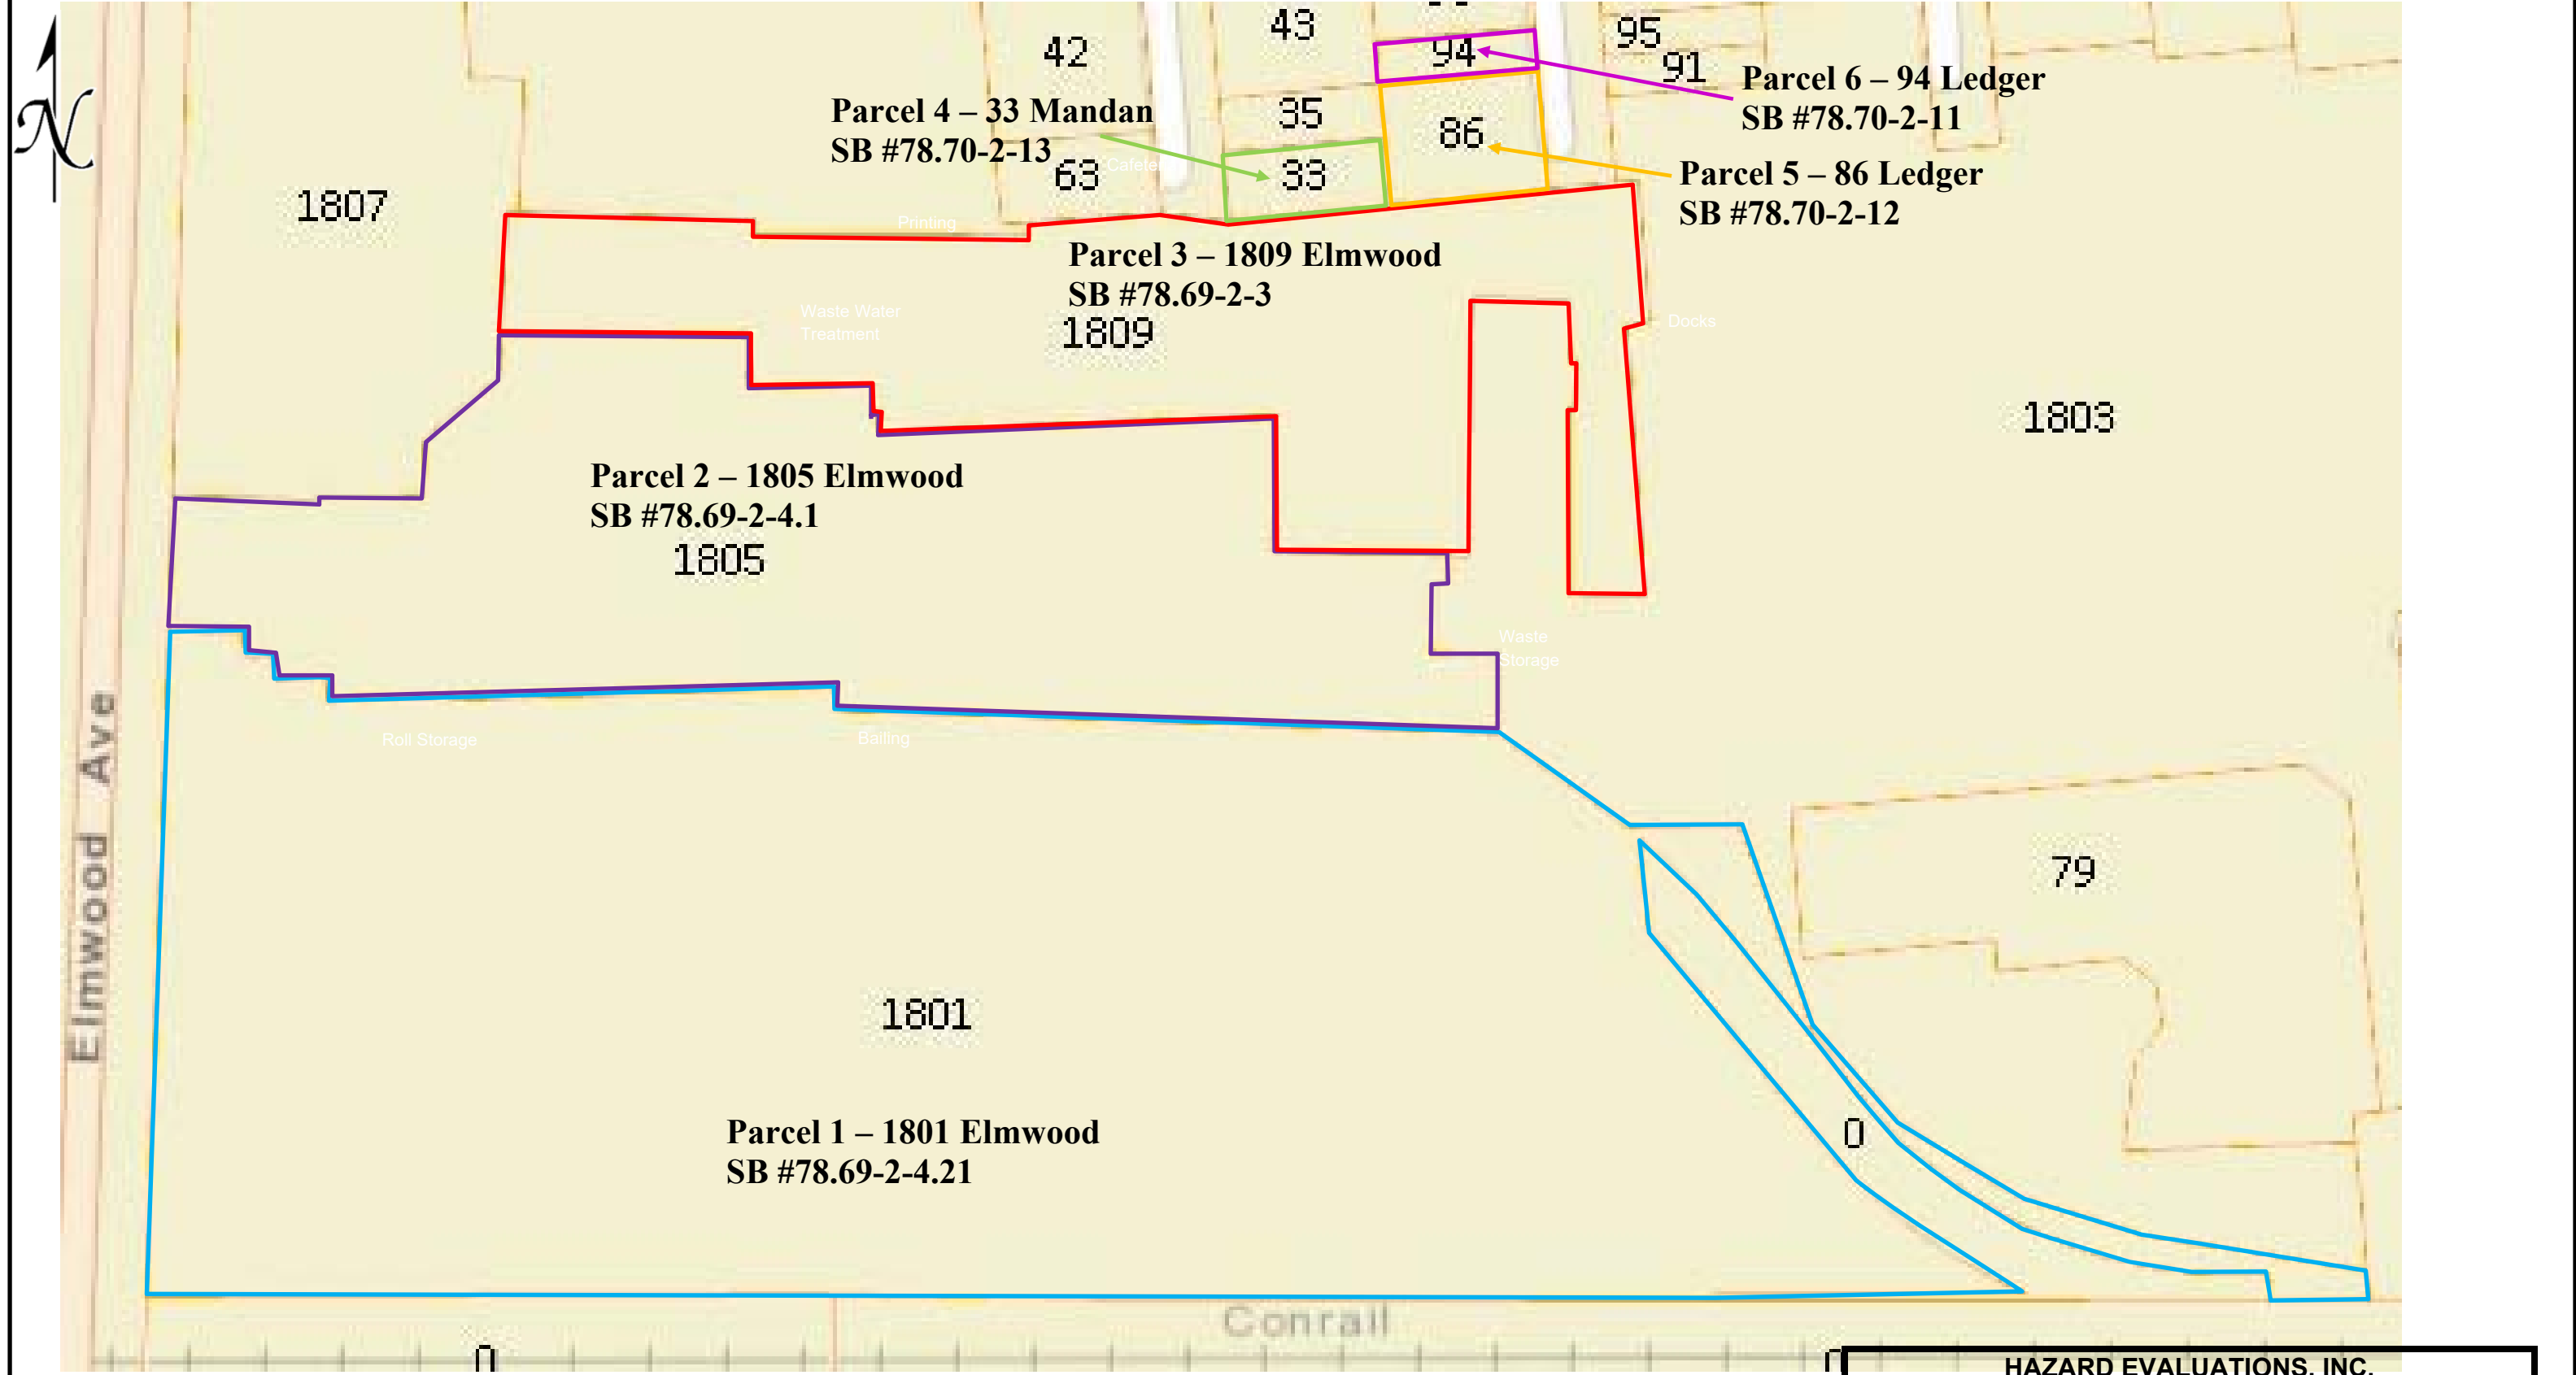 N
42
43
94
95
91
Parcel 6 – 94 Ledger
SB #78.70-2-11
Parcel 4 – 33 Mandan
SB #78.70-2-13
35
86
63
33
Parcel 5 – 86 Ledger
SB #78.70-2-12
1807
Printing
Parcel 3 – 1809 Elmwood
SB #78.69-2-3
1809
Waste Water
Treatment
Docks
1803
Parcel 2 – 1805 Elmwood
SB #78.69-2-4.1
1805
Waste
Storage
Roll Storage
Bailing
Elmwood Ave
79
1801
Parcel 1 – 1801 Elmwood
SB #78.69-2-4.21
0
Conrail
0
HAZARD EVALUATIONS, INC.